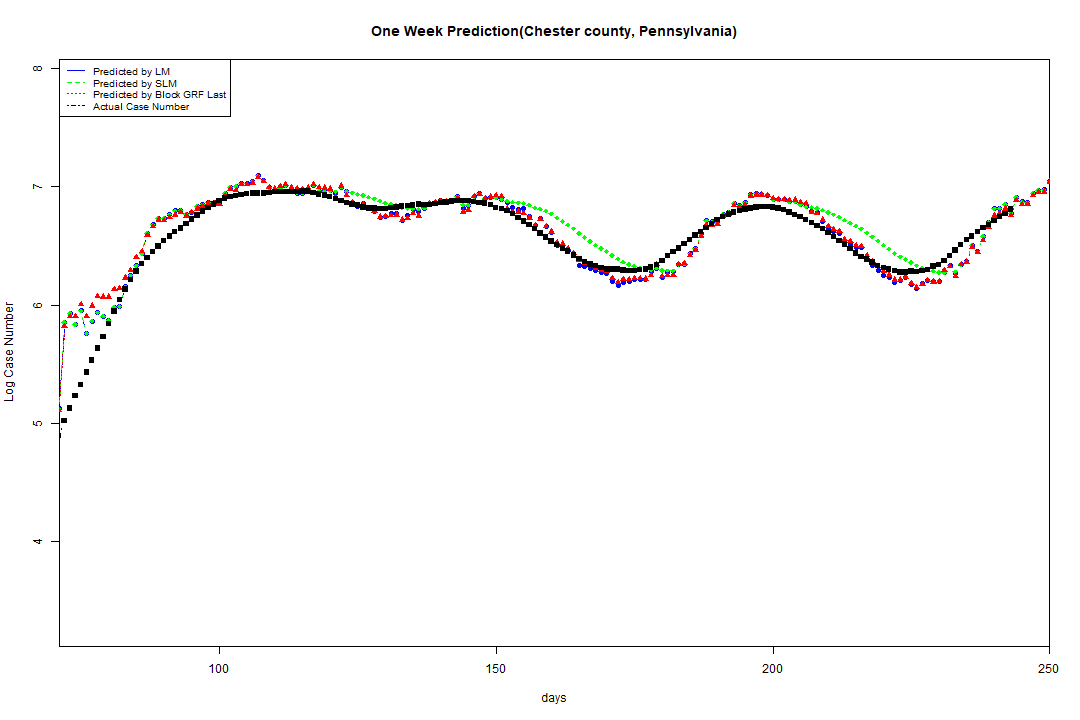 One Week Prediction(Chester county, Pennsylvania)
Predicted by LM
Predicted by SLM
Predicted by Block GRF Last
Actual Case Number
8
7
6
5
4
Log Case Number
100 150 200 250
days